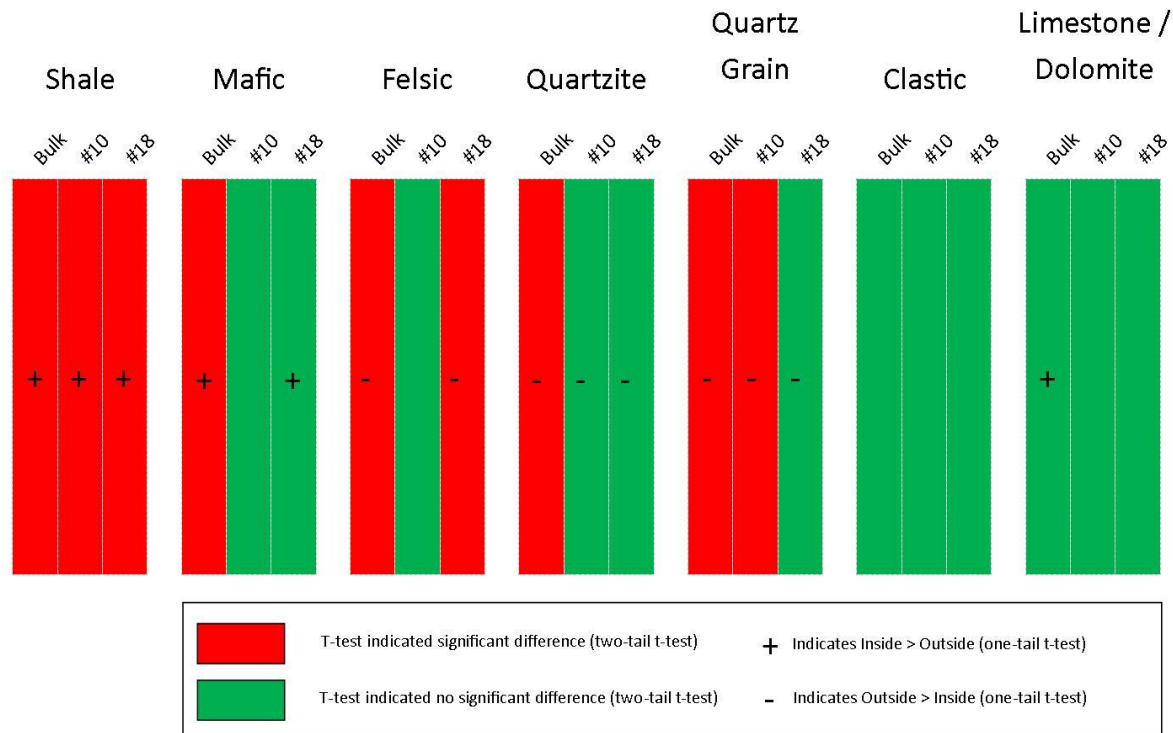 Shale
Mafic
Felsic
Quartzite
Quartz
Grain
Clastic
Limestone /
Dolomite
Bulk #10 #18
Bulk #10 #18
Bulk #10 #18
Bulk #10 #18
Bulk #10 #18
Bulk #10 #18
Bulk #10 #18
+ + +
+ +
- -
- - -
- - -
+
T-test indicated significant difference (two-tail t-test)
+ Indicates Inside > Outside (one-tail t-test)
T-test indicated no significant difference (two-tail t-test)
- Indicates Outside > Inside (one-tail t-test)